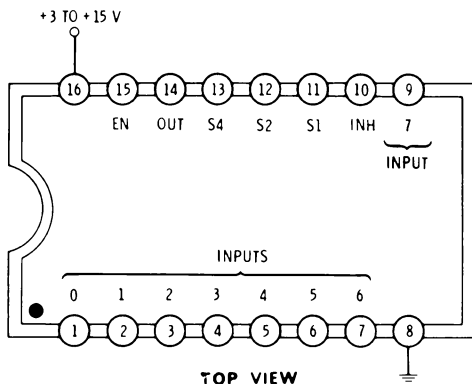 +3 TO +15 V
16 15 14 13 12 11 10 9
EN OUT S4 S2 S1 INH 7
INPUT
INPUTS
0 1 2 3 4 5 6
1 2 3 4 5 6 7 8
TOP VIEW